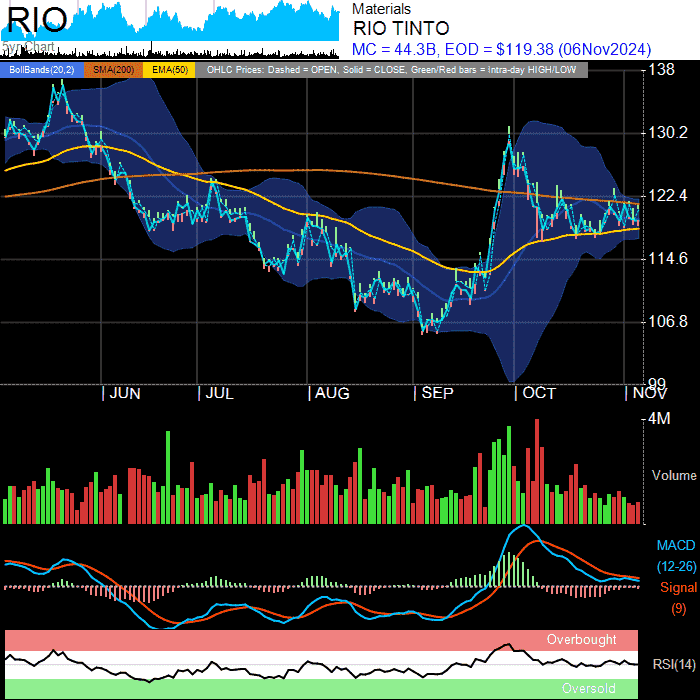 RIO
Materials
RIO TINTO
MC = 44.3B, EOD = $119.38 (06Nov2024)
BollBands(20,2) SMA(200) EMA(50) OHLC Prices: Dashed = OPEN, Solid = CLOSE, Green/Red bars = Intra-day HIGH/LOW
138
130.2
122.4
114.6
106.8
99
| JUN | JUL | AUG | SEP | OCT | NOV
4M
Volume
MACD
(12-26)
Signal
(9)
Overbought
RSI(14)
Oversold